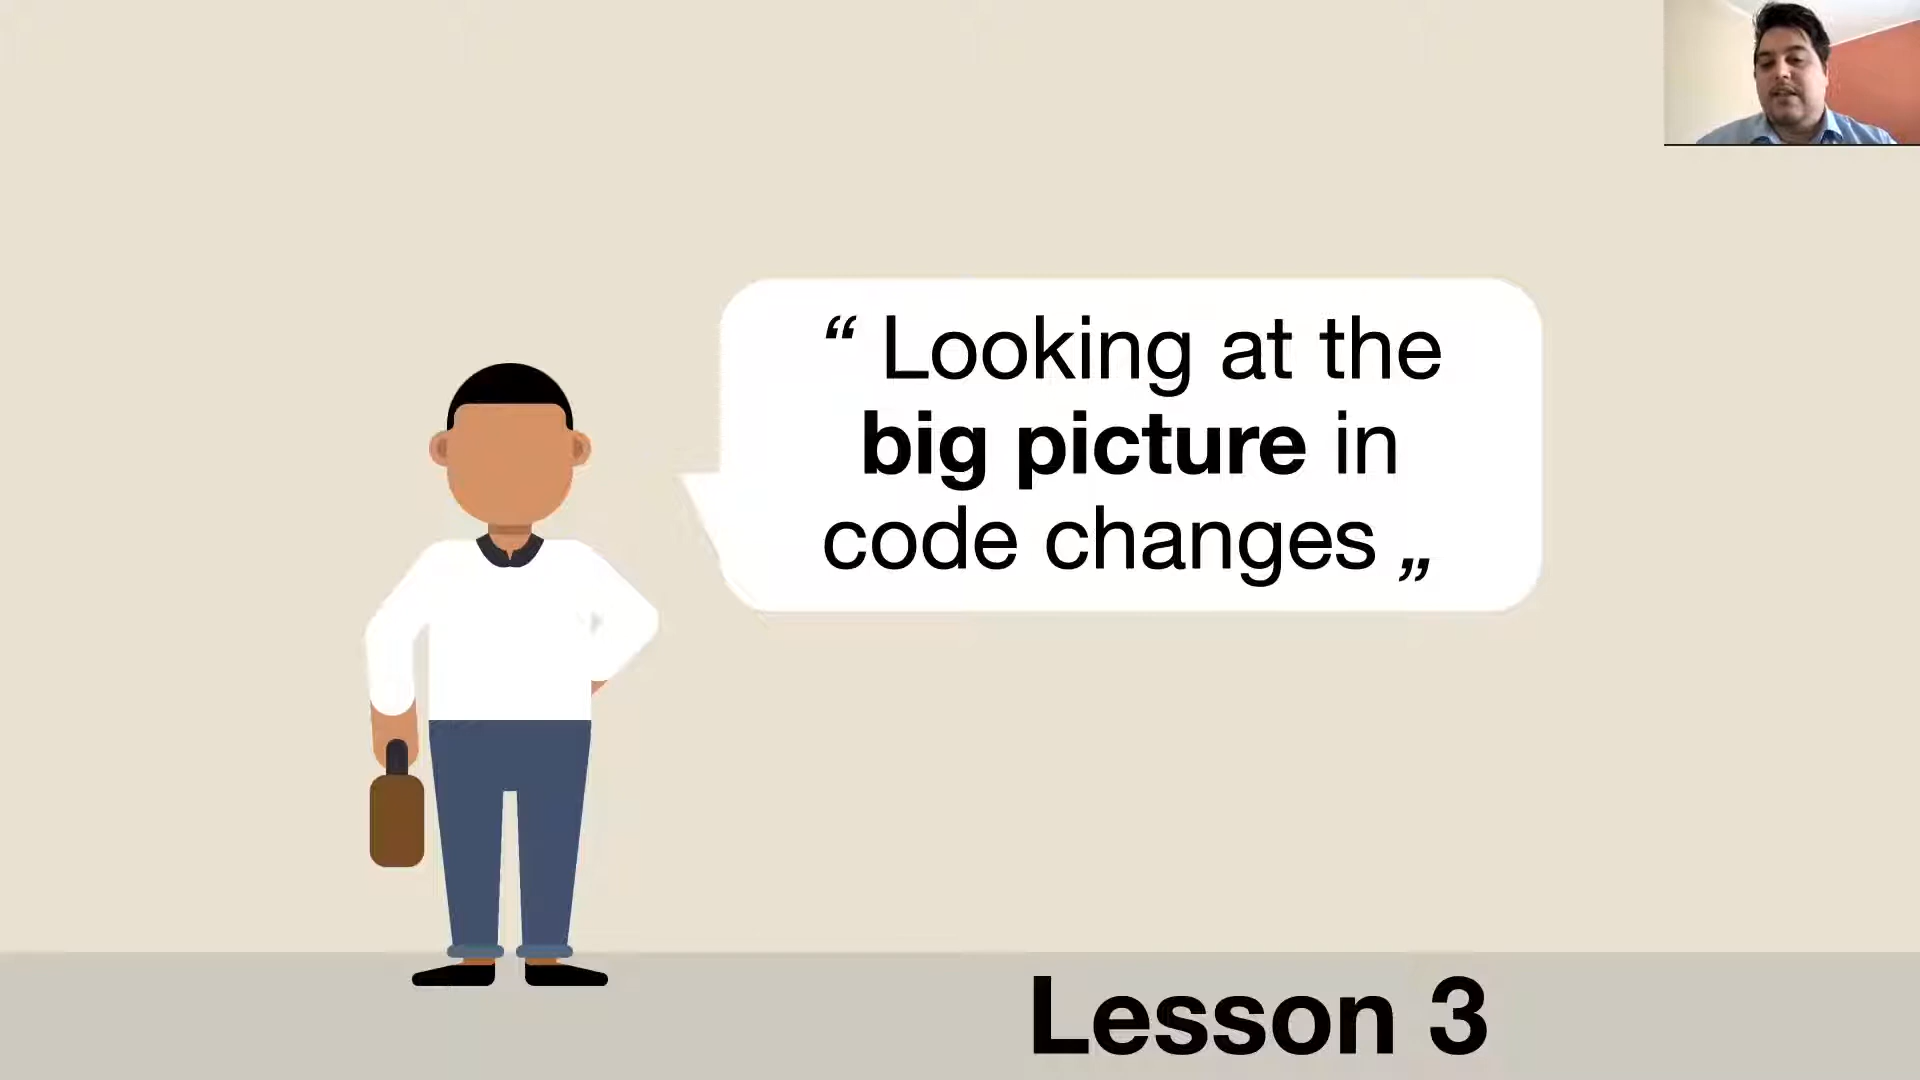 “ Looking at the
big picture in
code changes „
Lesson 3